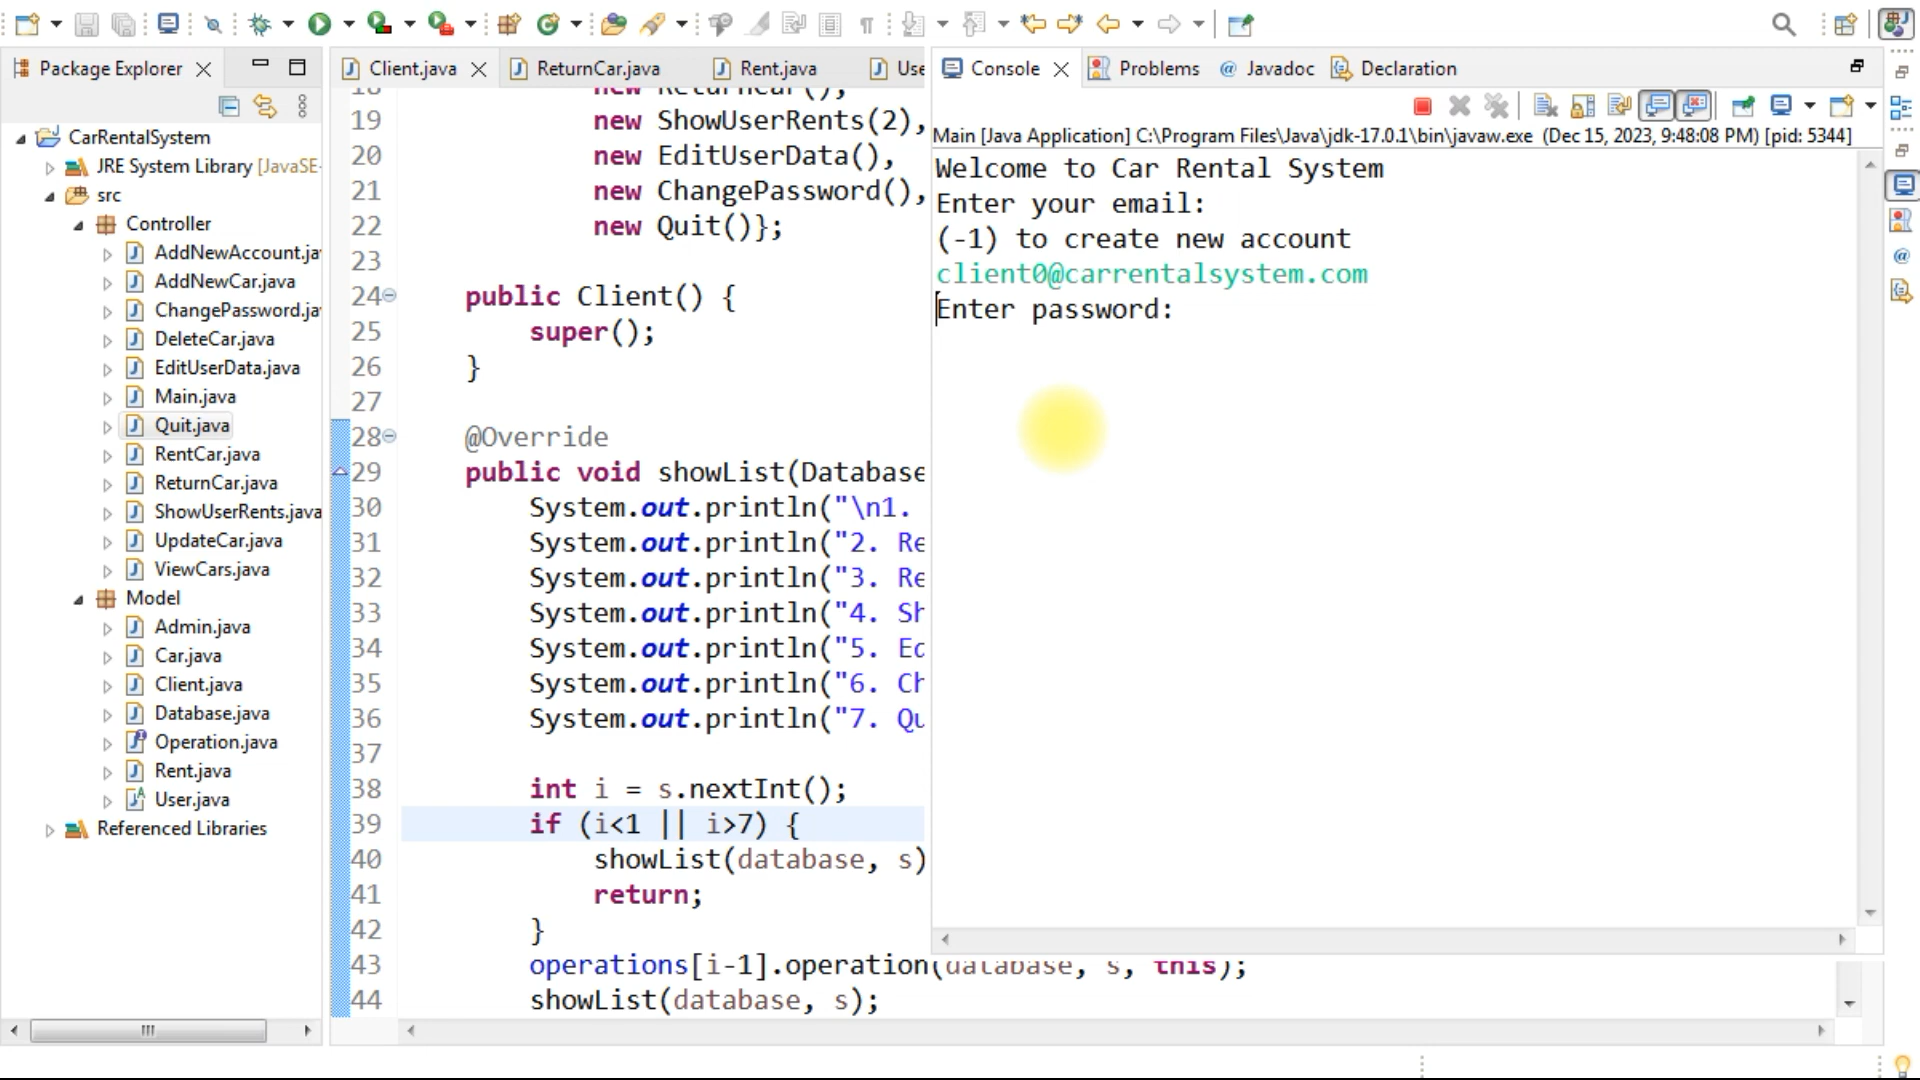 Package Explorer
Client.java
ReturnCar.java
Rent.java
Use
Console
Problems
@ Javadoc
Declaration
Main [Java Application] C:\Program Files\Java\jdk-17.0.1\bin\javaw.exe (Dec 15, 2023, 9:48:08 PM) [pid: 5344]
CarRentalSystem
JRE System Library [JavaSE-
src
Controller
AddNewAccount.ja
AddNewCar.java
ChangePassword.ja
DeleteCar.java
EditUserData.java
Main.java
Quit.java
RentCar.java
ReturnCar.java
ShowUserRents.java
UpdateCar.java
ViewCars.java
Model
Admin.java
Car.java
Client.java
Database.java
Operation.java
Rent.java
User.java
Referenced Libraries
18 new ReturnCar(),
19 new ShowUserRents(2),
20 new EditUserData(),
21 new ChangePassword(),
22 new Quit()};
23
24 public Client() {
25 super();
26 }
27
28 @Override
29 public void showList(Database
30 System.out.println("\n1.
31 System.out.println("2. Re
32 System.out.println("3. Re
33 System.out.println("4. Sh
34 System.out.println("5. Ed
35 System.out.println("6. Ch
36 System.out.println("7. Qu
37
38 int i = s.nextInt();
39 if (i<1 || i>7) {
40 showList(database, s)
41 return;
42 }
43 operations[i-1].operation(database, s, this);
44 showList(database, s);
Welcome to Car Rental System
Enter your email:
(-1) to create new account
client0@carrentalsystem.com
Enter password: